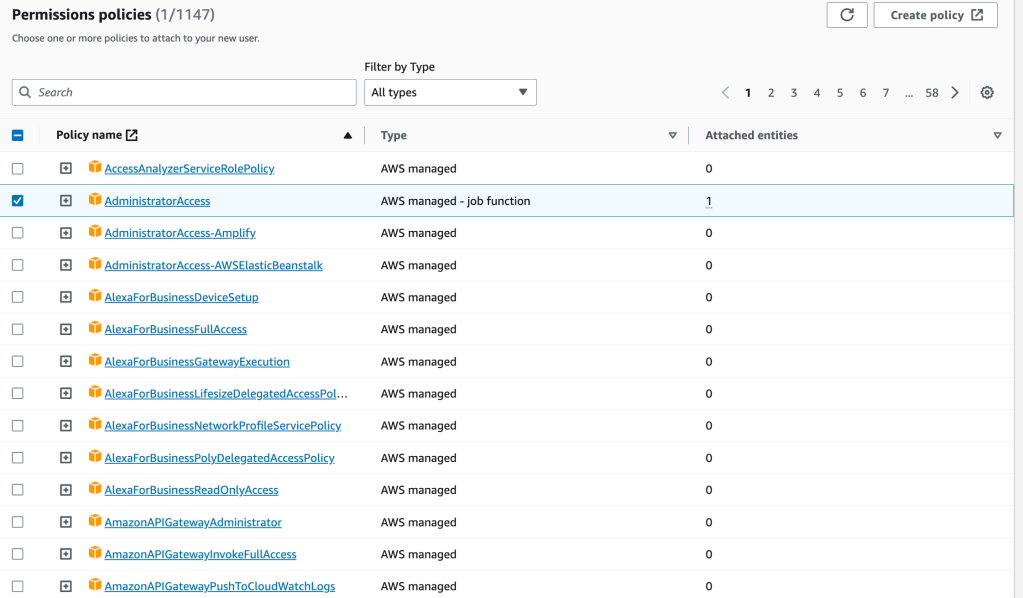 Permissions policies (1/1147)
Create policy
Choose one or more policies to attach to your new user.
Filter by Type
Search
All types
1 2 3 4 5 6 7 ... 58
Policy name Type Attached entities
AccessAnalyzerServiceRolePolicy AWS managed 0
AdministratorAccess AWS managed - job function 1
AdministratorAccess-Amplify AWS managed 0
AdministratorAccess-AWSElasticBeanstalk AWS managed 0
AlexaForBusinessDeviceSetup AWS managed 0
AlexaForBusinessFullAccess AWS managed 0
AlexaForBusinessGatewayExecution AWS managed 0
AlexaForBusinessLifesizeDelegatedAccessPol... AWS managed 0
AlexaForBusinessNetworkProfileServicePolicy AWS managed 0
AlexaForBusinessPolyDelegatedAccessPolicy AWS managed 0
AlexaForBusinessReadOnlyAccess AWS managed 0
AmazonAPIGatewayAdministrator AWS managed 0
AmazonAPIGatewayInvokeFullAccess AWS managed 0
AmazonAPIGatewayPushToCloudWatchLogs AWS managed 0